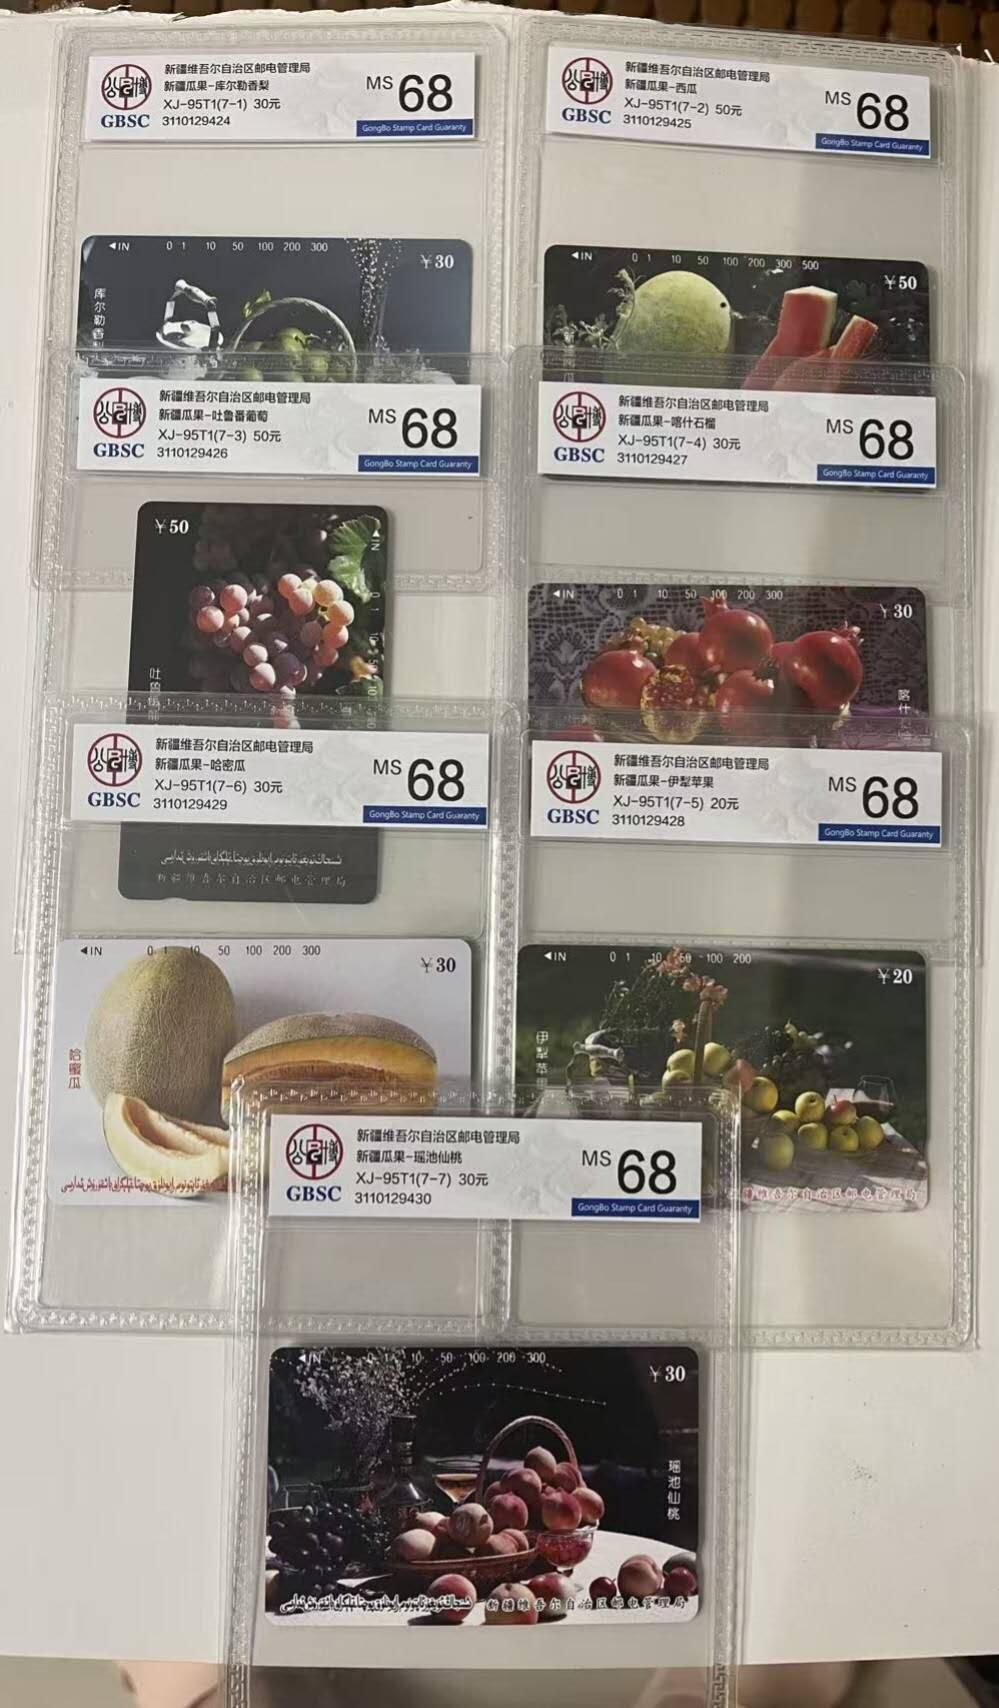 新疆维吾尔自治区邮电管理局
新疆瓜果-库尔勒香梨
XJ-95T1(7-1) 30元
3110129424
GBSC
MS 68
GongBo Stamp Card Guaranty
新疆维吾尔自治区邮电管理局
新疆瓜果-西瓜
XJ-95T1(7-2) 50元
3110129425
GBSC
MS 68
GongBo Stamp Card Guaranty
◄IN 0 1 10 50 100 200 300
¥30
库尔勒香
◄IN 0 1 10 50 100 200 300 500
¥50
新疆维吾尔自治区邮电管理局
新疆瓜果-吐鲁番葡萄
XJ-95T1(7-3) 50元
3110129426
GBSC
MS 68
GongBo Stamp Card Guaranty
新疆维吾尔自治区邮电管理局
新疆瓜果-喀什石榴
XJ-95T1(7-4) 30元
3110129427
GBSC
MS 68
GongBo Stamp Card Guaranty
¥50
◄IN 0 1 10 50
吐
新疆维吾尔自治区邮电管理局
◄IN 0 1 10 50 100 200 300
¥30
喀什
新疆维吾尔自治区邮电管理局
新疆瓜果-哈密瓜
XJ-95T1(7-6) 30元
3110129429
GBSC
MS 68
GongBo Stamp Card Guaranty
新疆维吾尔自治区邮电管理局
新疆瓜果-伊犁苹果
XJ-95T1(7-5) 20元
3110129428
GBSC
MS 68
GongBo Stamp Card Guaranty
◄IN 0 1 10 50 100 200 300
¥30
哈蜜瓜
◄IN 0 1 10 50 100 200
¥20
伊犁苹果
疆维吾尔自治区邮电管理局
新疆维吾尔自治区邮电管理局
新疆瓜果-瑶池仙桃
XJ-95T1(7-7) 30元
3110129430
GBSC
MS 68
GongBo Stamp Card Guaranty
◄IN 0 1 10 50 100 200 300
¥30
瑶池仙桃
新疆维吾尔自治区邮电管理局